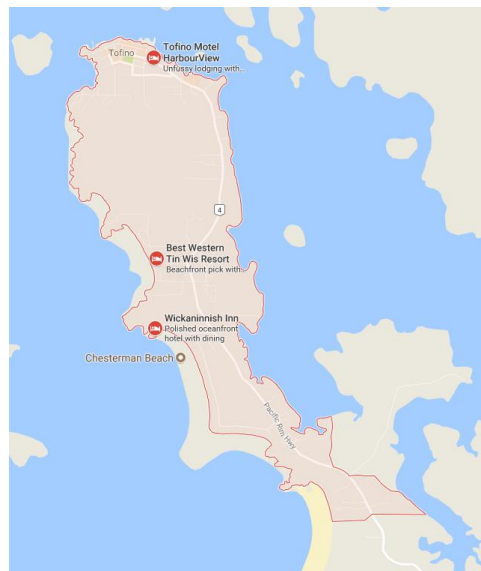 Tofino
Tofino Motel
HarbourView
Unfussy lodging with...
4
Best Western
Tin Wis Resort
Beachfront pick with...
Wickaninnish Inn
Polished oceanfront
hotel with dining
Chesterman Beach
Pacific Rim Hwy